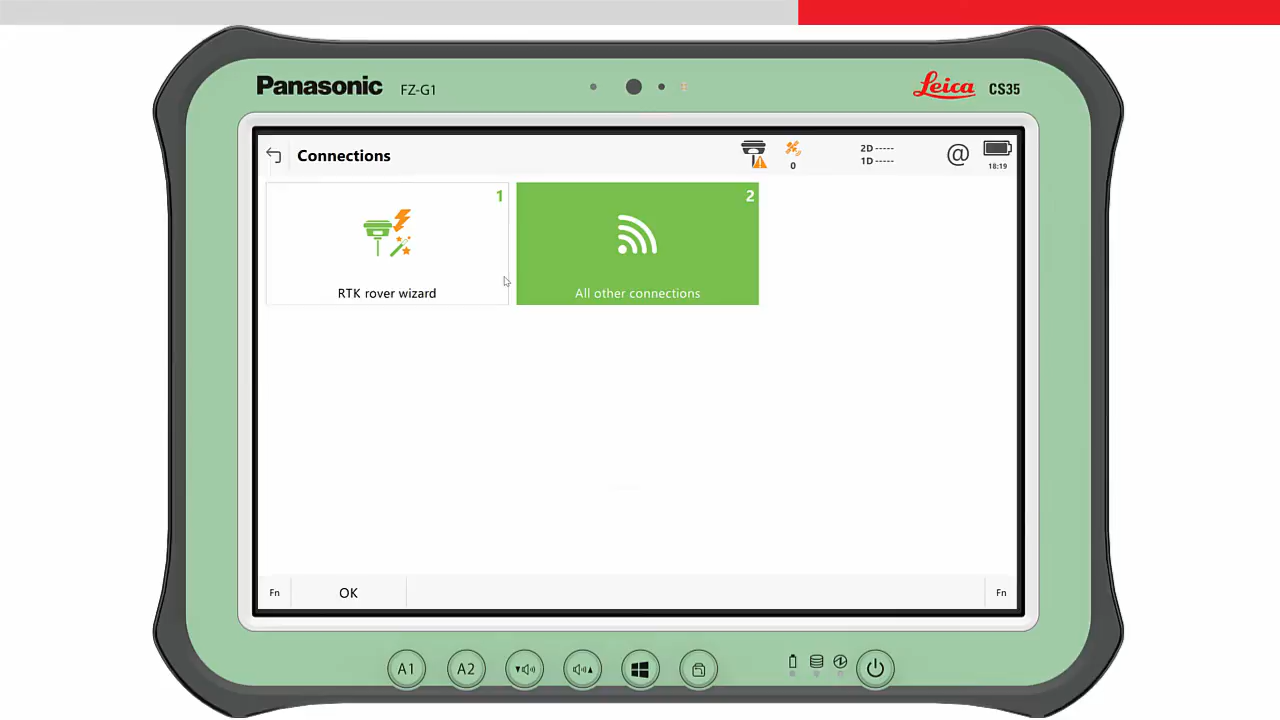 Panasonic FZ-G1
Leica CS35
Connections
0
2D -----
1D -----
@
18:19
1
RTK rover wizard
2
All other connections
Fn
OK
Fn
A1
A2